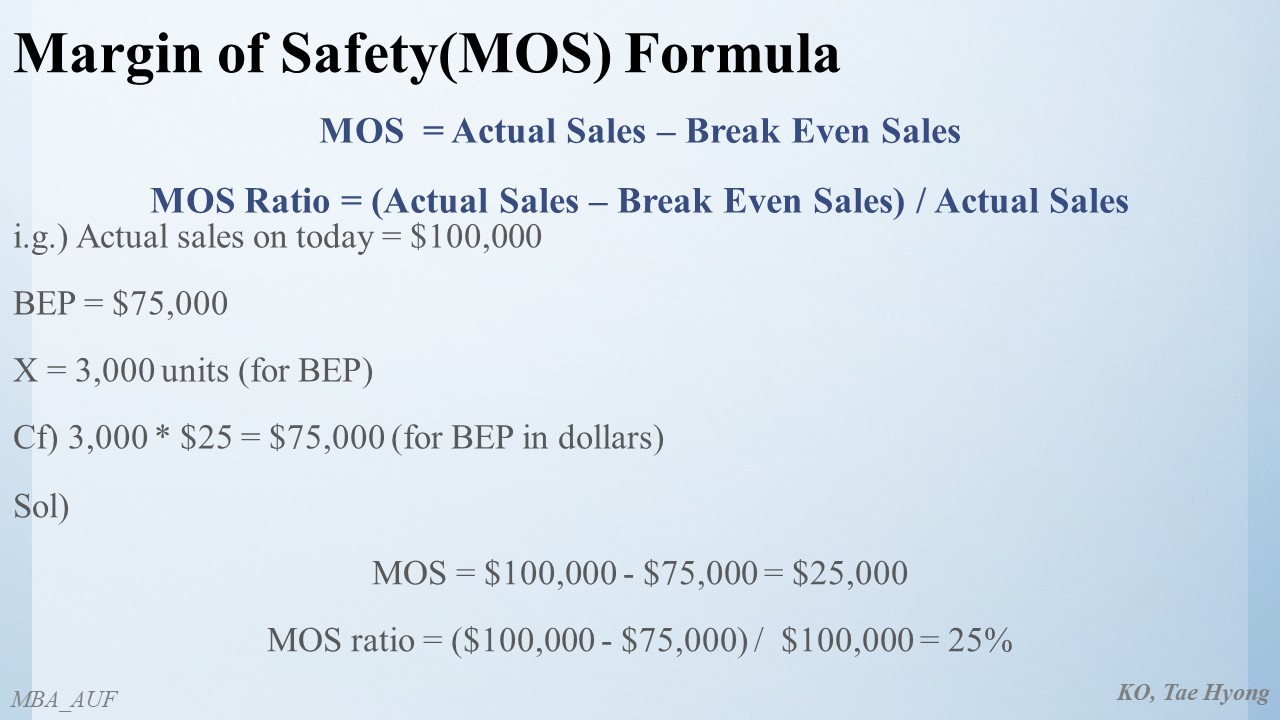 Margin of Safety(MOS) Formula
MOS = Actual Sales – Break Even Sales
MOS Ratio = (Actual Sales – Break Even Sales) / Actual Sales
i.g.) Actual sales on today = $100,000
BEP = $75,000
X = 3,000 units (for BEP)
Cf) 3,000 * $25 = $75,000 (for BEP in dollars)
Sol)
MOS = $100,000 - $75,000 = $25,000
MOS ratio = ($100,000 - $75,000) / $100,000 = 25%
MBA_AUF
KO, Tae Hyong